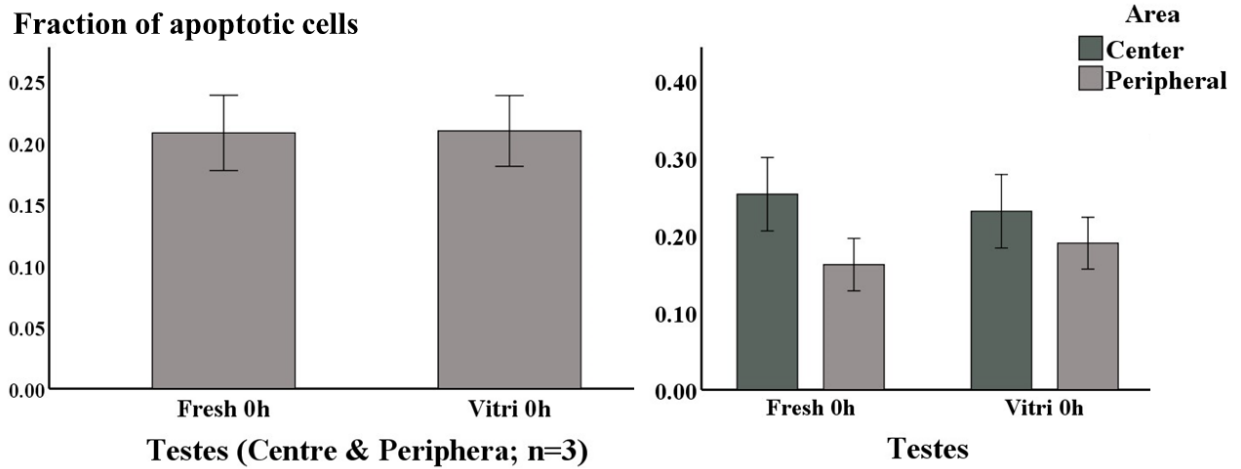 Fraction of apoptotic cells
0.25
0.20
0.15
0.10
0.05
0.00
Fresh 0h
Vitri 0h
Testes (Centre & Periphera; n=3)
Area
Center
Peripheral
0.40
0.30
0.20
0.10
0.00
Fresh 0h
Vitri 0h
Testes